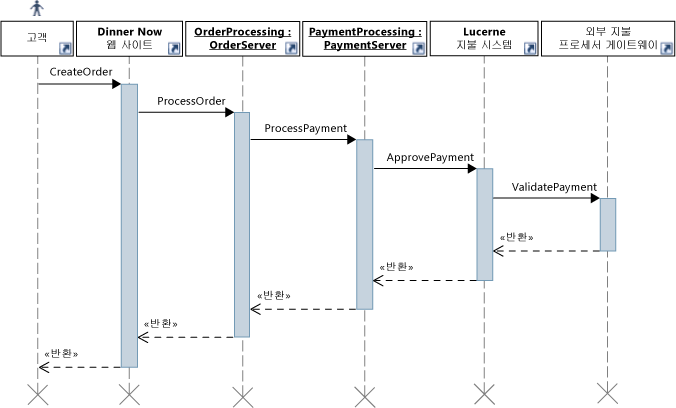 고객
Dinner Now
웹 사이트
OrderProcessing :
OrderServer
PaymentProcessing :
PaymentServer
Lucerne
지불 시스템
외부 지불
프로세서 게이트웨이
CreateOrder
ProcessOrder
ProcessPayment
ApprovePayment
ValidatePayment
«반환»
«반환»
«반환»
«반환»
«반환»